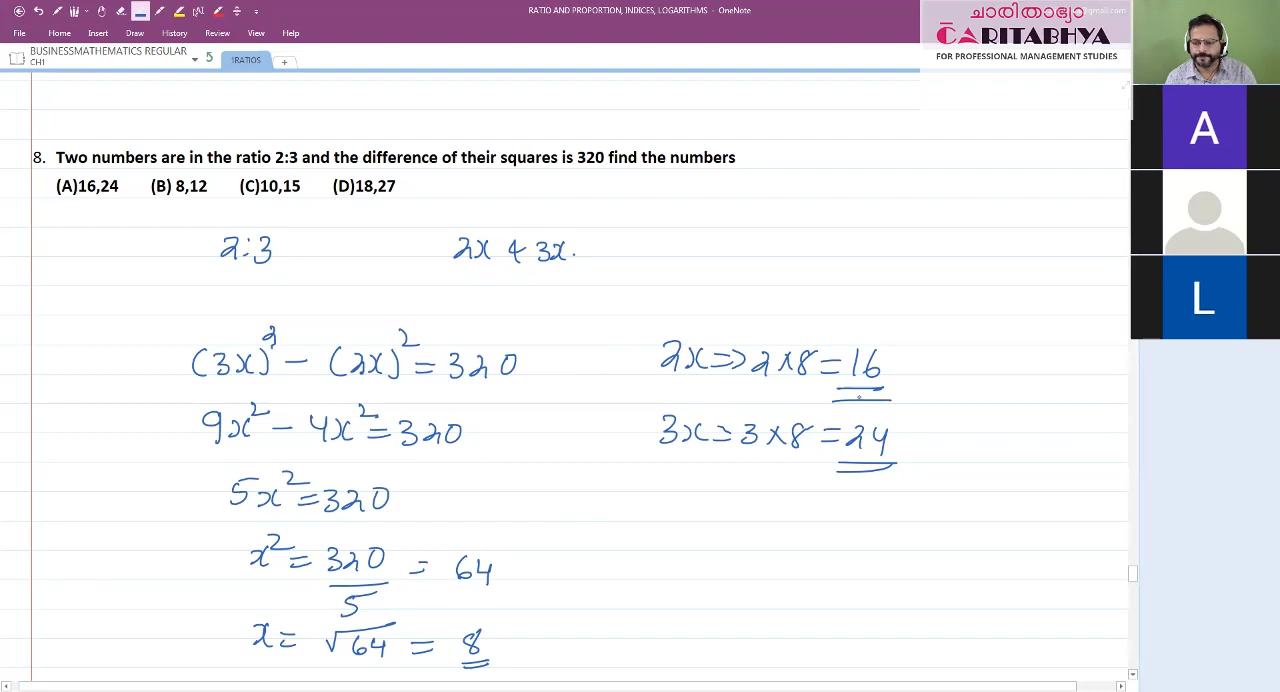 RATIO AND PROPORTION, INDICES, LOGARITHMS - OneNote
File Home Insert Draw History Review View Help
BUSINESSMATHEMATICS REGULAR
CH1
5
1RATIOS
+
ചാരിതാഭ്യാ
@gmail.com
CARITABHYA
FOR PROFESSIONAL MANAGEMENT STUDIES
A
L
8. Two numbers are in the ratio 2:3 and the difference of their squares is 320 find the numbers
(A)16,24 (B) 8,12 (C)10,15 (D)18,27
2:3 2x & 3x.
(3x)² - (2x)² = 320
9x² - 4x² = 320
5x² = 320
x² = 320/5 = 64
x = √64 = 8
2x => 2×8 = 16
3x = 3×8 = 24